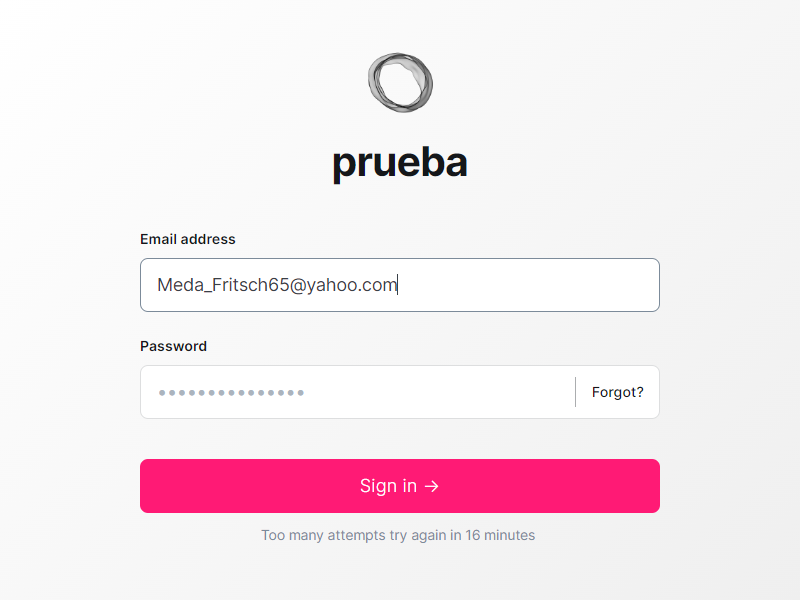 prueba
Email address
Meda_Fritsch65@yahoo.com
Password
•••••••••••••••
Forgot?
Sign in →
Too many attempts try again in 16 minutes